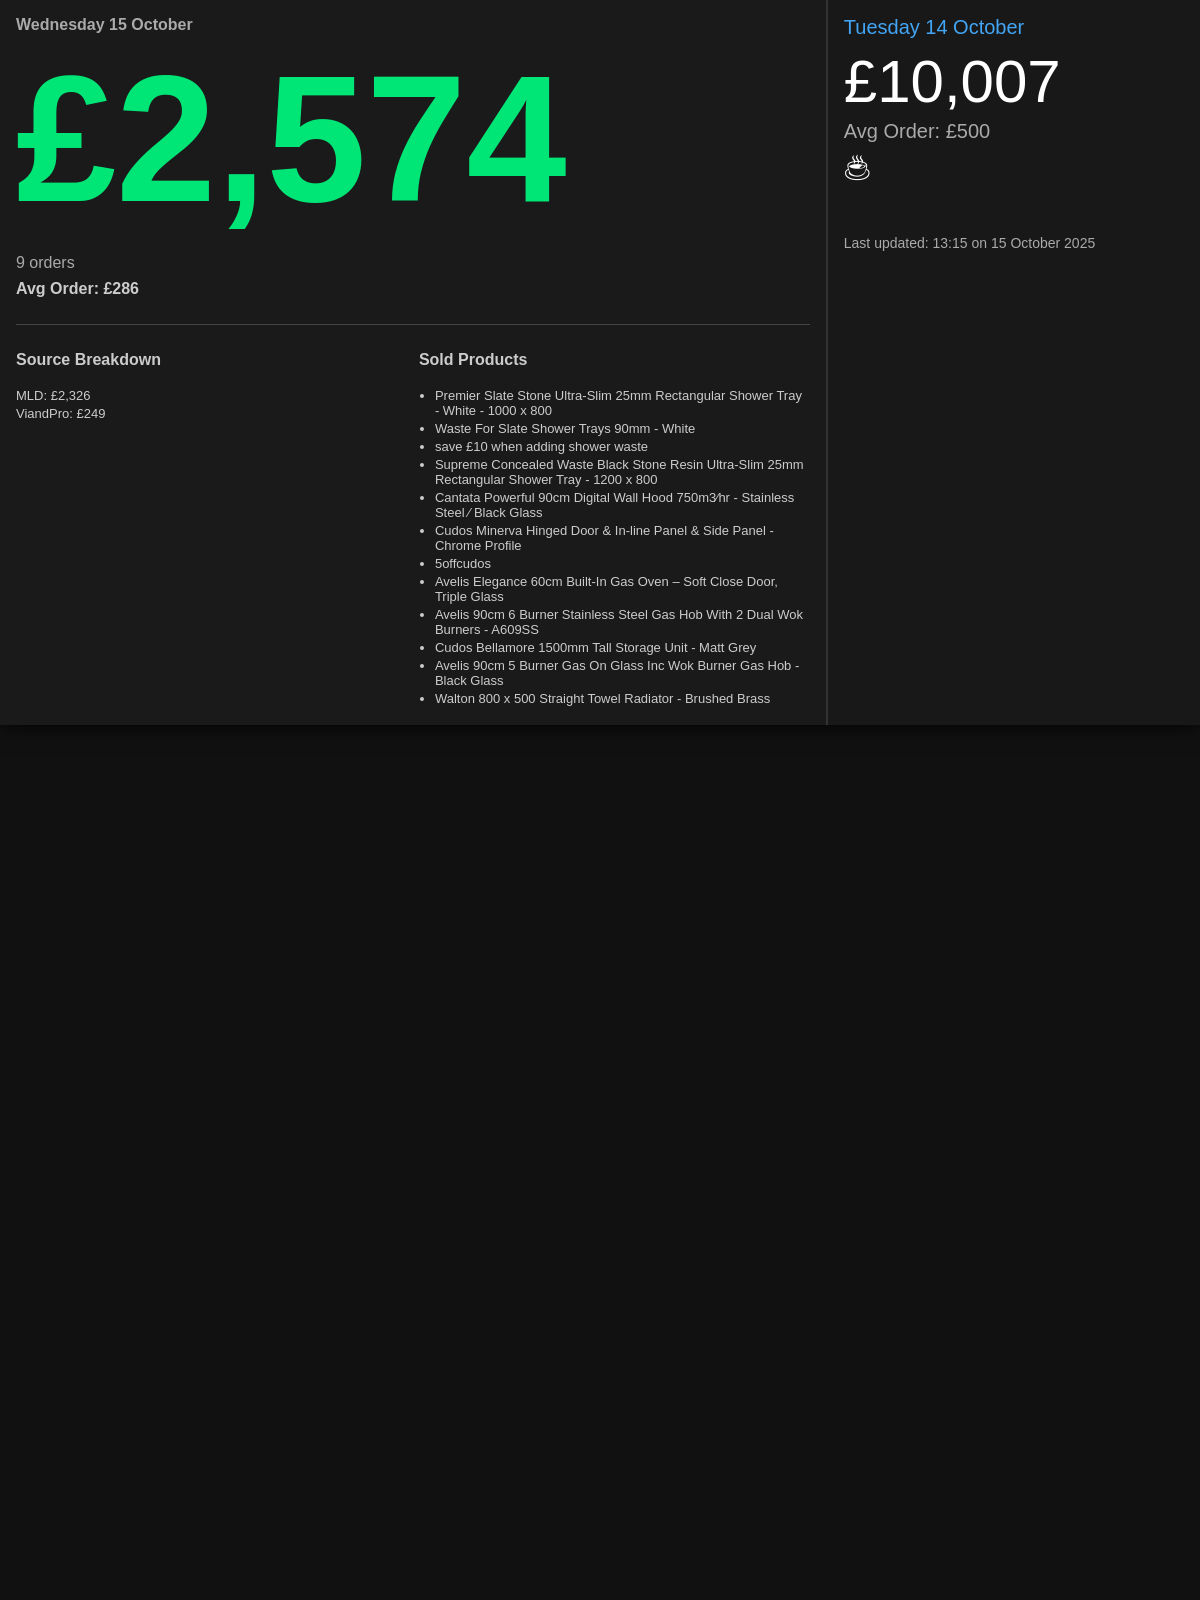 Wednesday 15 October
£2,574
9 orders
Avg Order: £286
Source Breakdown
MLD: £2,326
ViandPro: £249
Sold Products
Premier Slate Stone Ultra-Slim 25mm Rectangular Shower Tray
- White - 1000 x 800
Waste For Slate Shower Trays 90mm - White
save £10 when adding shower waste
Supreme Concealed Waste Black Stone Resin Ultra-Slim 25mm
Rectangular Shower Tray - 1200 x 800
Cantata Powerful 90cm Digital Wall Hood 750m3⁄hr - Stainless
Steel ⁄ Black Glass
Cudos Minerva Hinged Door & In-line Panel & Side Panel -
Chrome Profile
5offcudos
Avelis Elegance 60cm Built-In Gas Oven – Soft Close Door,
Triple Glass
Avelis 90cm 6 Burner Stainless Steel Gas Hob With 2 Dual Wok
Burners - A609SS
Cudos Bellamore 1500mm Tall Storage Unit - Matt Grey
Avelis 90cm 5 Burner Gas On Glass Inc Wok Burner Gas Hob -
Black Glass
Walton 800 x 500 Straight Towel Radiator - Brushed Brass
Tuesday 14 October
£10,007
Avg Order: £500
Last updated: 13:15 on 15 October 2025